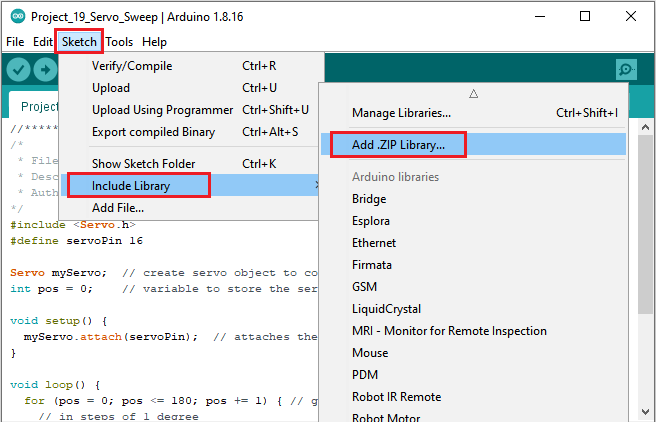 Project_19_Servo_Sweep | Arduino 1.8.16
File Edit Sketch Tools Help
Verify/Compile Ctrl+R
Upload Ctrl+U
Upload Using Programmer Ctrl+Shift+U
Export compiled Binary Ctrl+Alt+S
Show Sketch Folder Ctrl+K
Include Library
Add File...
Manage Libraries... Ctrl+Shift+I
Add .ZIP Library...
Arduino libraries
Bridge
Esplora
Ethernet
Firmata
GSM
LiquidCrystal
MRI - Monitor for Remote Inspection
Mouse
PDM
Robot IR Remote
Robot Motor
Project
//****
/*
* File
* Desc
* Auth
*/
#include <Servo.h>
#define servoPin 16
Servo myServo; // create servo object to co
int pos = 0; // variable to store the ser
void setup() {
myServo.attach(servoPin); // attaches the
}
void loop() {
for (pos = 0; pos <= 180; pos += 1) { // g
// in steps of 1 degree